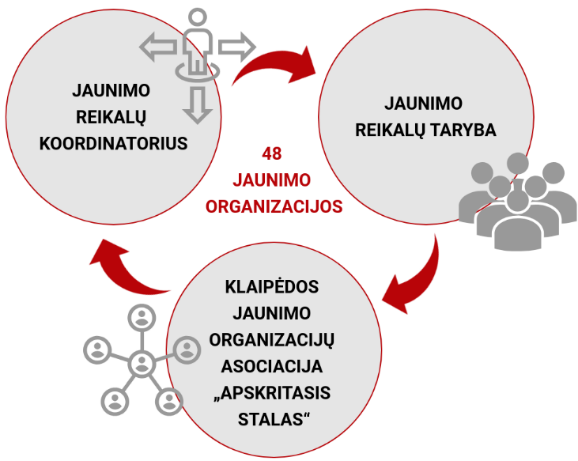 JAUNIMO
REIKALŲ
KOORDINATORIUS
JAUNIMO
REIKALŲ TARYBA
48
JAUNIMO
ORGANIZACIJOS
KLAIPĖDOS
JAUNIMO
ORGANIZACIJŲ
ASOCIACIJA
„APSKRITASIS
STALAS“